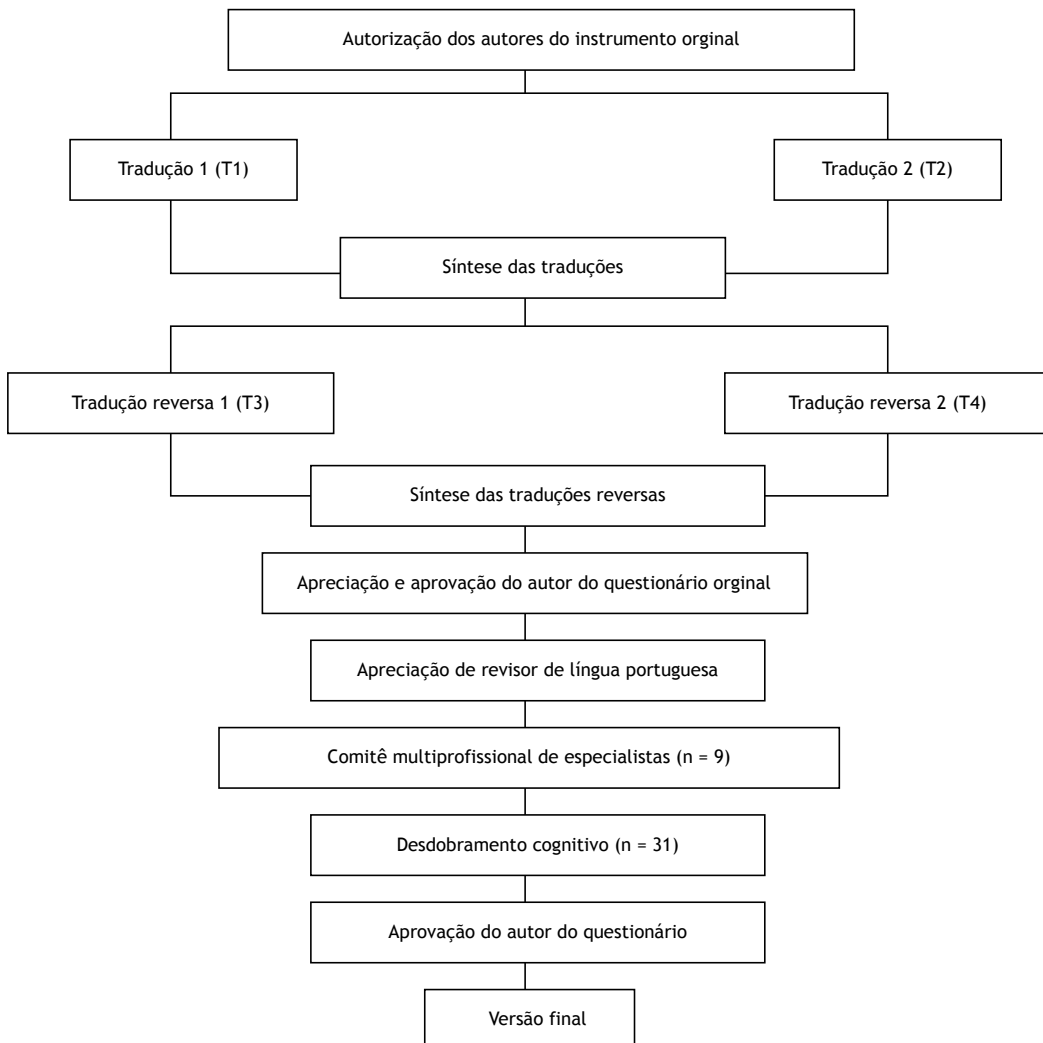 Autorização dos autores do instrumento orginal
Tradução 1 (T1)
Tradução 2 (T2)
Síntese das traduções
Tradução reversa 1 (T3)
Tradução reversa 2 (T4)
Síntese das traduções reversas
Apreciação e aprovação do autor do questionário orginal
Apreciação de revisor de língua portuguesa
Comitê multiprofissional de especialistas (n = 9)
Desdobramento cognitivo (n = 31)
Aprovação do autor do questionário
Versão final